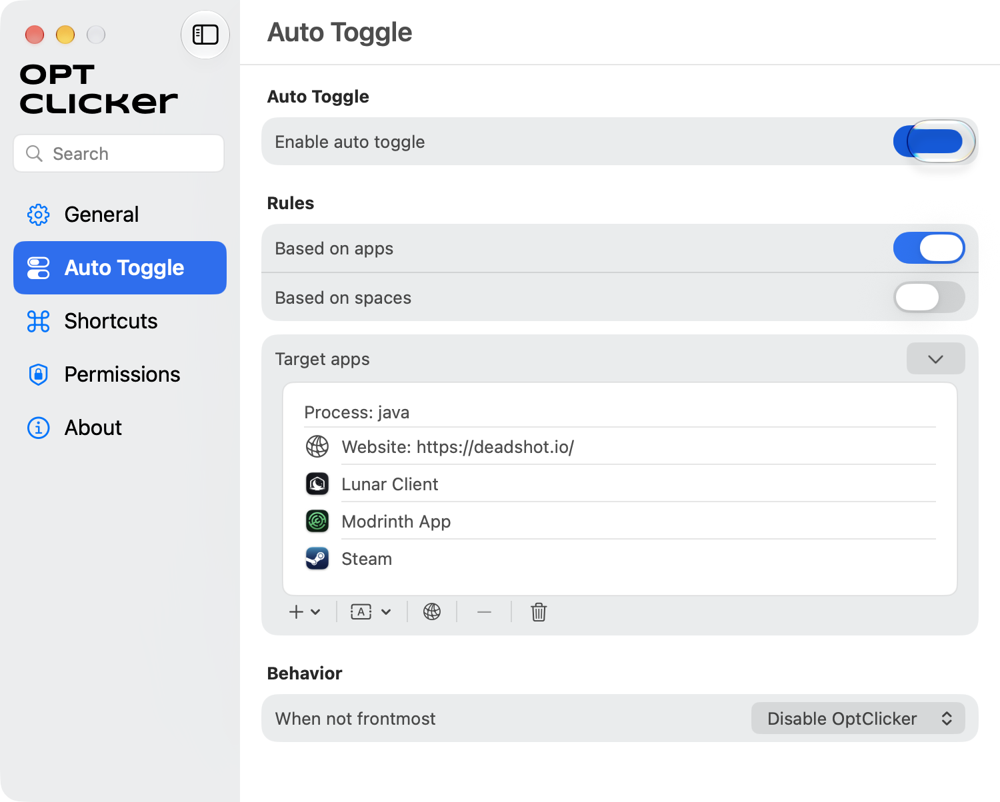 OPT
CLICKer
Search
General
Auto Toggle
Shortcuts
Permissions
About
Auto Toggle
Auto Toggle
Enable auto toggle
Rules
Based on apps
Based on spaces
Target apps
Process: java
Website: https://deadshot.io/
Lunar Client
Modrinth App
Steam
A
Behavior
When not frontmost
Disable OptClicker